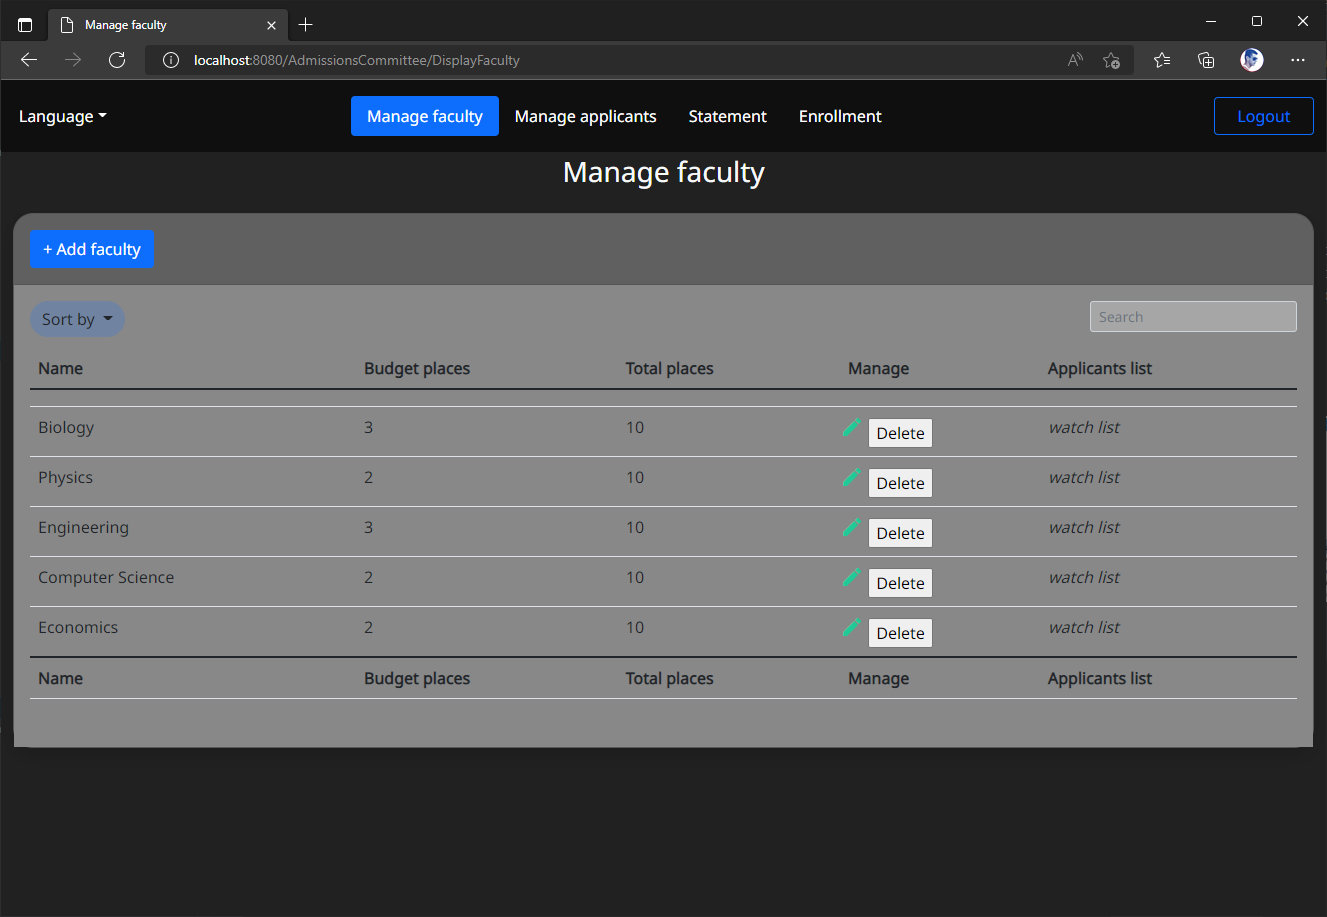 Manage faculty
localhost:8080/AdmissionsCommittee/DisplayFaculty
Language Manage faculty Manage applicants Statement Enrollment Logout
Manage faculty
+ Add faculty
Sort by Search
Name Budget places Total places Manage Applicants list
Biology 3 10 Delete watch list
Physics 2 10 Delete watch list
Engineering 3 10 Delete watch list
Computer Science 2 10 Delete watch list
Economics 2 10 Delete watch list
Name Budget places Total places Manage Applicants list